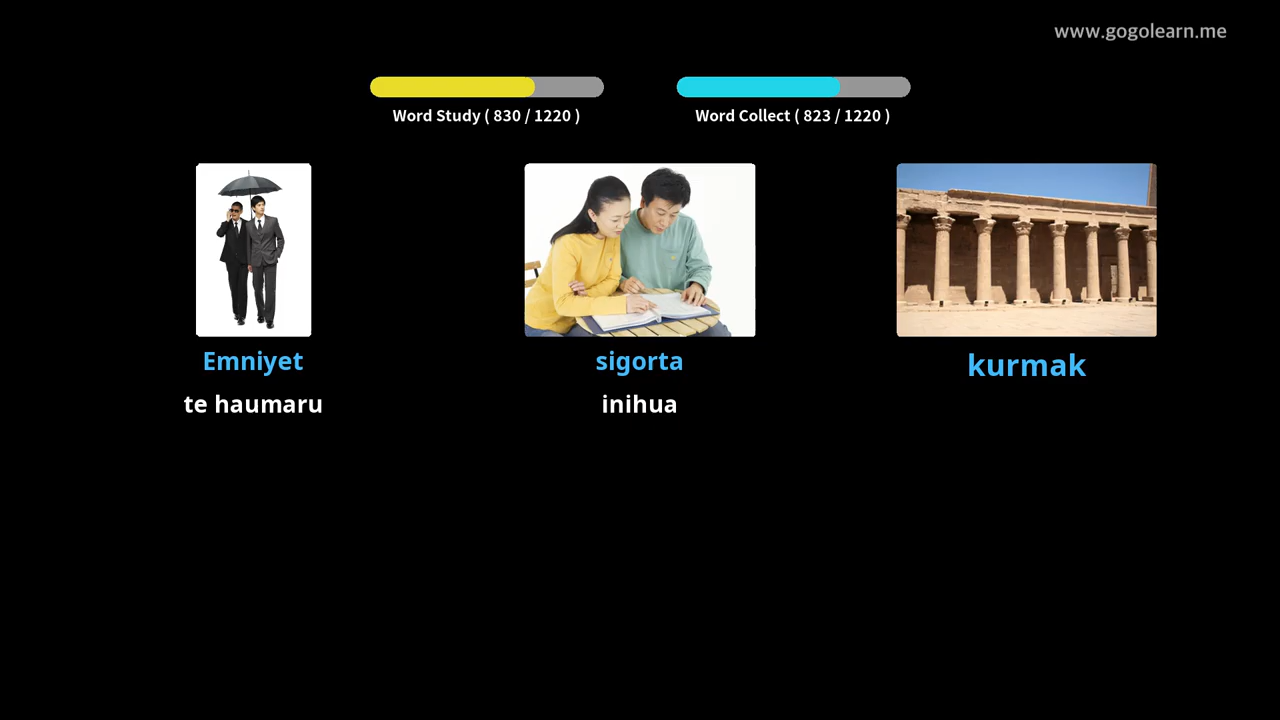 www.gogolearn.me
Word Study ( 830 / 1220 )
Word Collect ( 823 / 1220 )
Emniyet
te haumaru
sigorta
inihua
kurmak